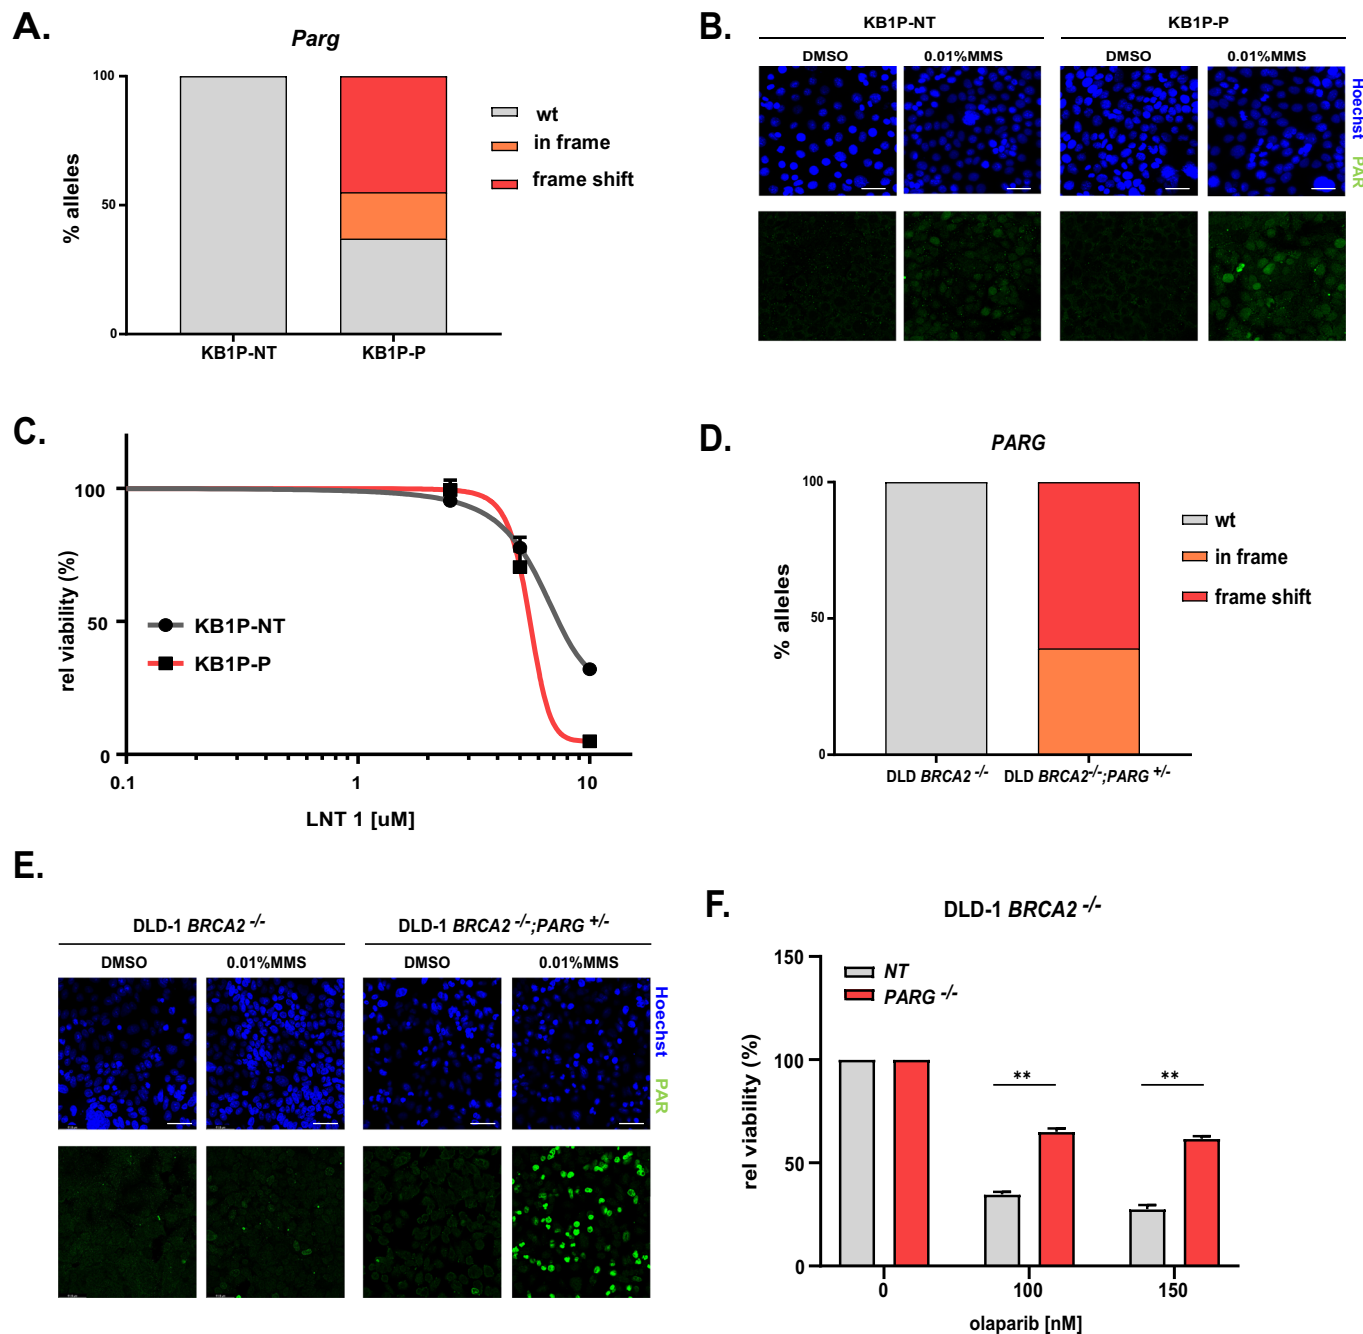 A.
Parg
100
50
0
% alleles
KB1P-NT
KB1P-P
wt
in frame
frame shift
B.
KB1P-NT
KB1P-P
DMSO
0.01%MMS
DMSO
0.01%MMS
Hoechst
PAR
C.
100
50
0
rel viability (%)
KB1P-NT
KB1P-P
0.1
1
10
LNT 1 [uM]
D.
PARG
100
50
0
% alleles
DLD BRCA2 -/-
DLD BRCA2-/-;PARG +/-
wt
in frame
frame shift
E.
DLD-1 BRCA2 -/-
DLD-1 BRCA2 -/-;PARG +/-
DMSO
0.01%MMS
DMSO
0.01%MMS
Hoechst
PAR
F.
DLD-1 BRCA2 -/-
150
100
50
0
rel viability (%)
NT
PARG -/-
**
**
0
100
150
olaparib [nM]